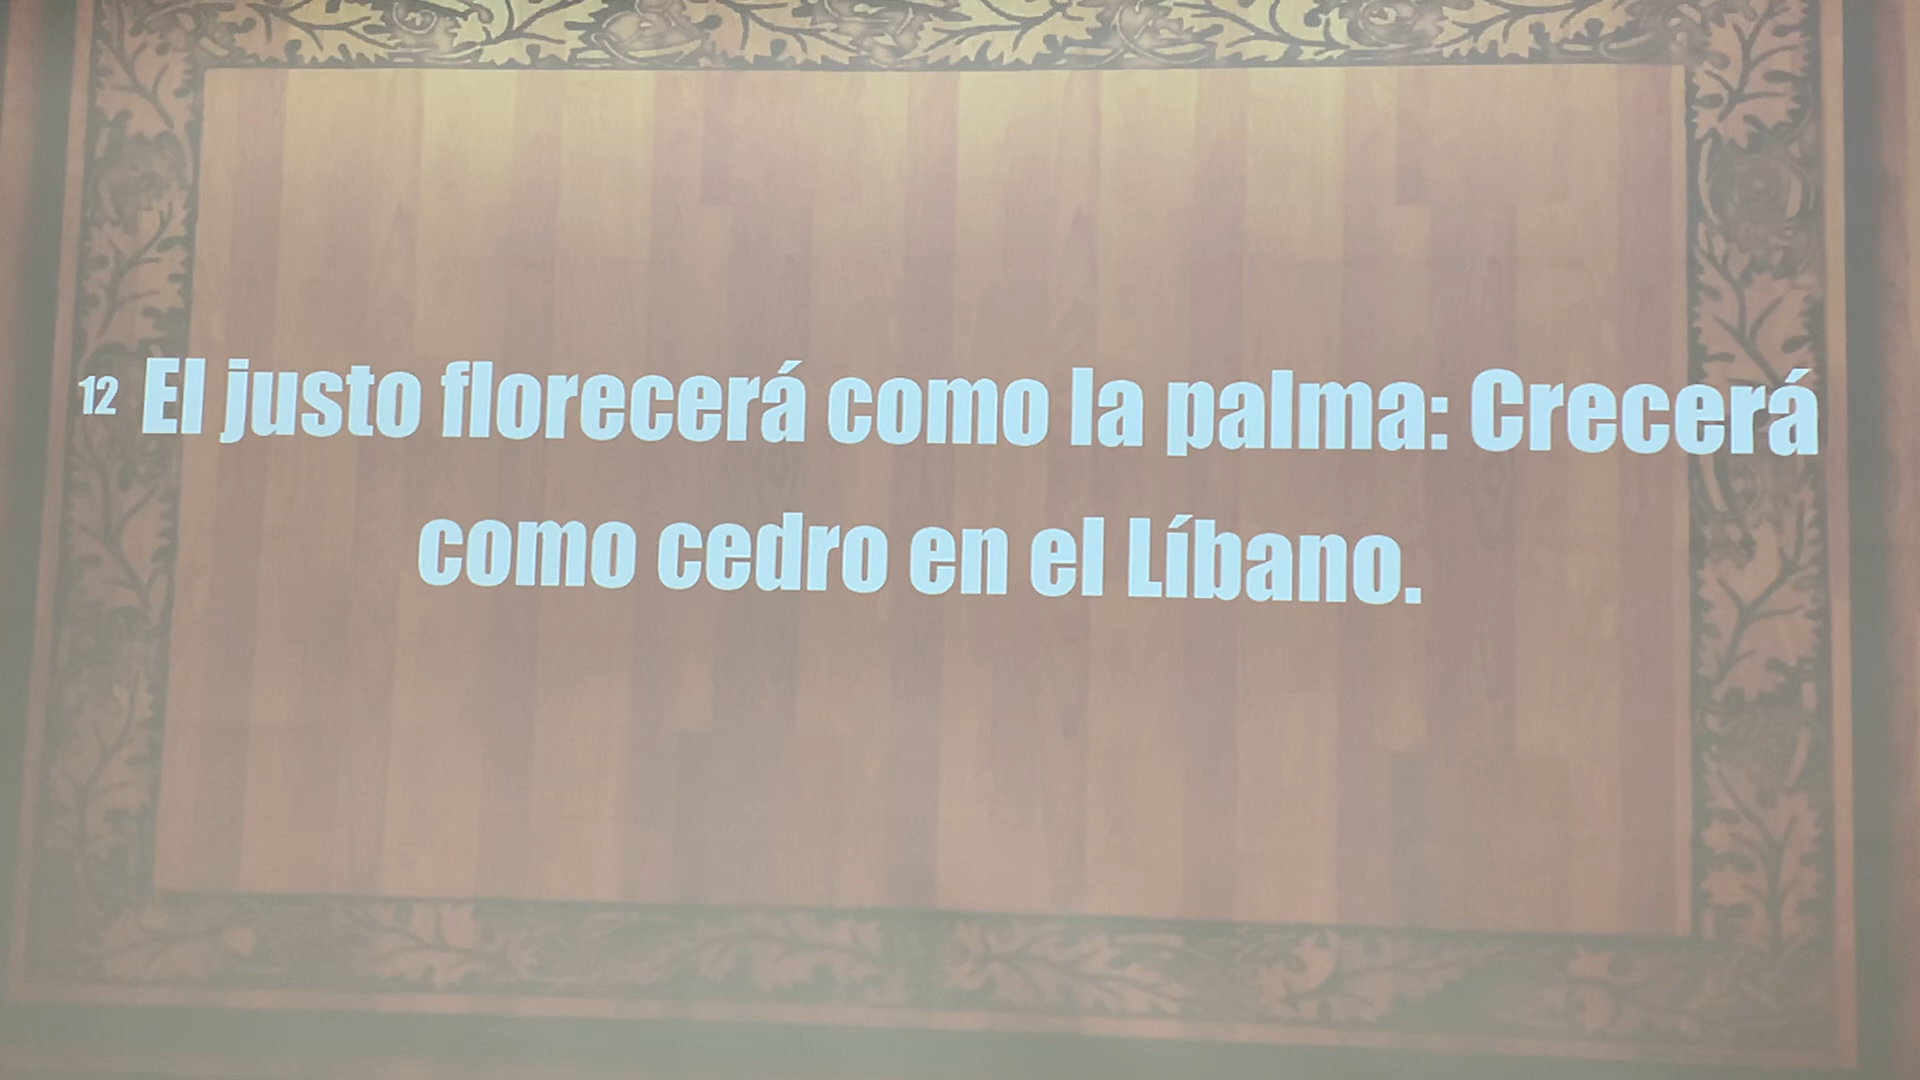 12 El justo florecerá como la palma: Crecerá
como cedro en el Líbano.